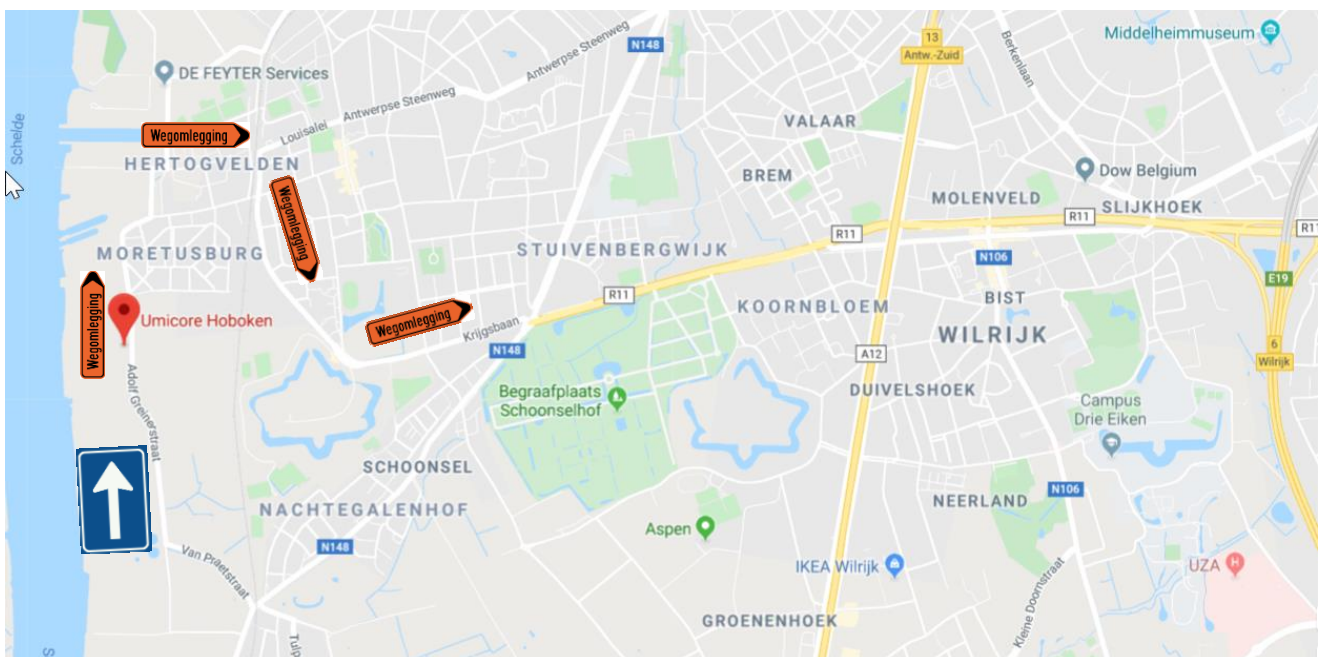 Middelheimmuseum
13
Antw.-Zuid
N148
Berkenlaan
DE FEYTER Services
Antwerpse Steenweg
Antwerpse Steenweg
Schelde
VALAAR
Wegomlegging
Louisalei
HERTOGVELDEN
BREM
Dow Belgium
MOLENVELD
SLIJKHOEK
R11
Wegomlegging
R11
R11
MORETUSBURG
STUIVENBERGWIJK
N106
E19
Wegomlegging
R11
KOORNBLOEM
BIST
Umicore Hoboken
Wegomlegging
Krijgsbaan
WILRIJK
N148
A12
6
Wilrijk
Adolf Greinerstraat
Begraafplaats
Schoonselhof
DUIVELSHOEK
Campus
Drie Eiken
SCHOONSEL
NACHTEGALENHOF
N106
NEERLAND
Aspen
N148
Van Praetstraat
IKEA Wilrijk
UZA
H
Kleine Doornstraat
GROENENHOEK
Tulp
S